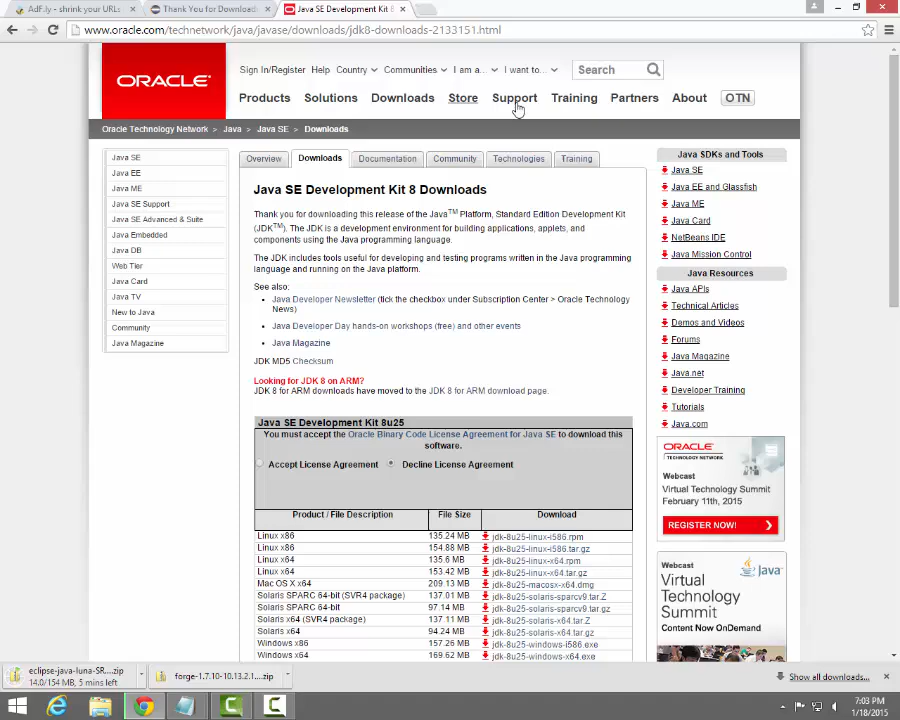 AdF.ly - shrink your URLs
Thank You for Download
Java SE Development Kit 8
www.oracle.com/technetwork/java/javase/downloads/jdk8-downloads-2133151.html
ORACLE
Sign In/Register Help Country Communities I am a... I want to... Search
Products Solutions Downloads Store Support Training Partners About OTN
Oracle Technology Network > Java > Java SE > Downloads
Java SE
Java EE
Java ME
Java SE Support
Java SE Advanced & Suite
Java Embedded
Java DB
Web Tier
Java Card
Java TV
New to Java
Community
Java Magazine
Overview Downloads Documentation Community Technologies Training
Java SE Development Kit 8 Downloads
Thank you for downloading this release of the Java™ Platform, Standard Edition Development Kit
(JDK™). The JDK is a development environment for building applications, applets, and
components using the Java programming language.
The JDK includes tools useful for developing and testing programs written in the Java programming
language and running on the Java platform.
See also:
Java Developer Newsletter (tick the checkbox under Subscription Center > Oracle Technology
News)
Java Developer Day hands-on workshops (free) and other events
Java Magazine
JDK MD5 Checksum
Looking for JDK 8 on ARM?
JDK 8 for ARM downloads have moved to the JDK 8 for ARM download page.
Java SE Development Kit 8u25
You must accept the Oracle Binary Code License Agreement for Java SE to download this
software.
Accept License Agreement Decline License Agreement
Product / File Description File Size Download
Linux x86 135.24 MB jdk-8u25-linux-i586.rpm
Linux x86 154.88 MB jdk-8u25-linux-i586.tar.gz
Linux x64 135.6 MB jdk-8u25-linux-x64.rpm
Linux x64 153.42 MB jdk-8u25-linux-x64.tar.gz
Mac OS X x64 209.13 MB jdk-8u25-macosx-x64.dmg
Solaris SPARC 64-bit (SVR4 package) 137.01 MB jdk-8u25-solaris-sparcv9.tar.Z
Solaris SPARC 64-bit 97.14 MB jdk-8u25-solaris-sparcv9.tar.gz
Solaris x64 (SVR4 package) 137.11 MB jdk-8u25-solaris-x64.tar.Z
Solaris x64 94.24 MB jdk-8u25-solaris-x64.tar.gz
Windows x86 157.26 MB jdk-8u25-windows-i586.exe
Windows x64 169.62 MB jdk-8u25-windows-x64.exe
Java SDKs and Tools
Java SE
Java EE and Glassfish
Java ME
Java Card
NetBeans IDE
Java Mission Control
Java Resources
Java APIs
Technical Articles
Demos and Videos
Forums
Java Magazine
Java.net
Developer Training
Tutorials
Java.com
ORACLE
TECHNOLOGY NETWORK
Webcast
Virtual Technology Summit
February 11th, 2015
REGISTER NOW!
Webcast
Java
Virtual
Technology
Summit
Content Now OnDemand
eclipse-java-luna-SR....zip
14.0/154 MB, 5 mins left
forge-1.7.10-10.13.2.1....zip
Show all downloads...
7:03 PM
1/18/2015